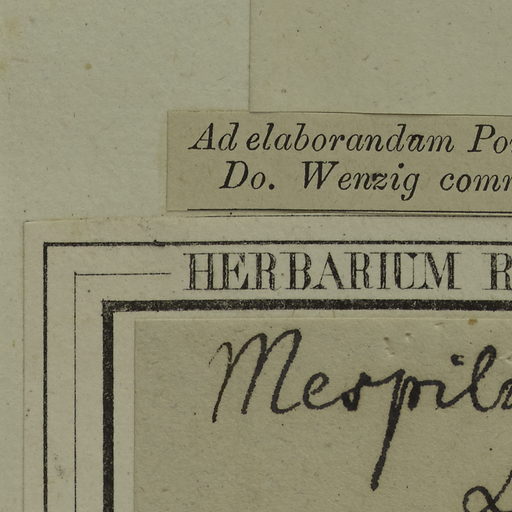 Ad elaborandam Po
Do. Wenzig comm
HERBARIUM R
Mespil